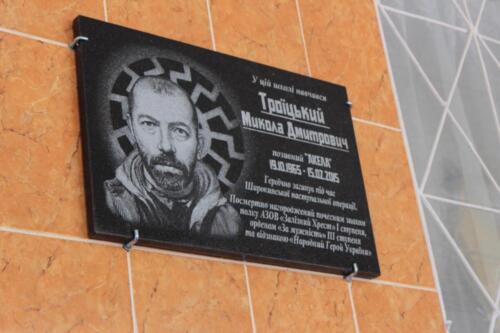 У цій школі навчався
Троїцький
Микола Дмитрович
позивний "АКЕЛА"
19.10.1965 - 15.02.2015
Героїчно загинув під час
Широкинської наступальної операції.
Посмертно нагороджений почесним знаком
полку АЗОВ «Залізний Хрест» І ступеня,
орденом «За мужність» ІІІ ступеня
та відзнакою «Народний Герой України»